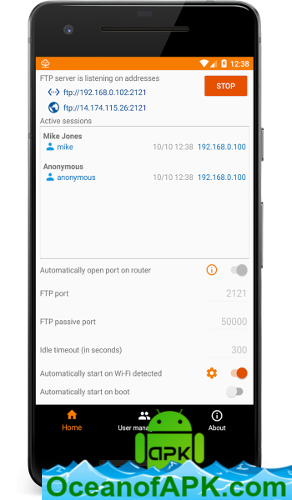 12:38
FTP server is listening on addresses
ftp://192.168.0.102:2121
STOP
ftp://14.174.115.26:2121
Active sessions
Mike Jones
mike 10/10 12:38 192.168.0.100
Anonymous
anonymous 10/10 12:38 192.168.0.100
Automatically open port on router
FTP port 2121
FTP passive port 50000
Idle timeout (in seconds) 300
Automatically start on Wi-Fi detected
Automatically start on boot
Home User mana About
APK
OceanofAPK.com